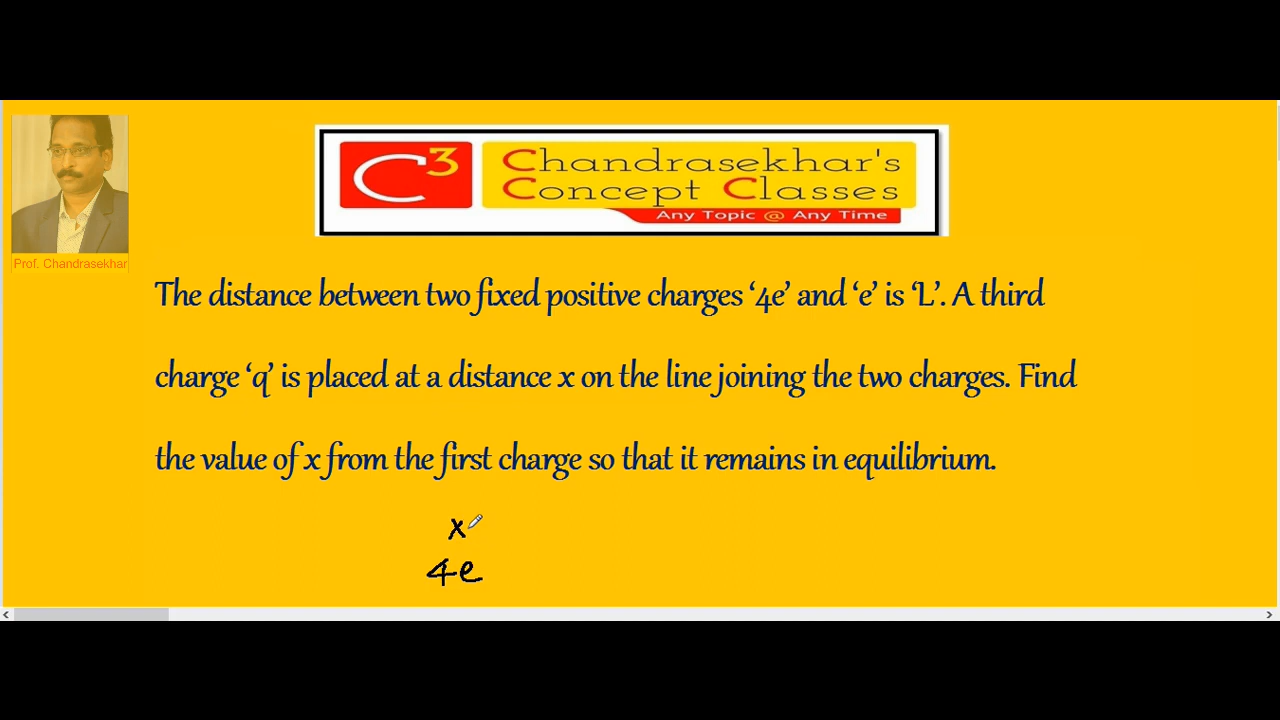 C3
Chandrasekhar's
Concept Classes
Any Topic @ Any Time
Prof. Chandrasekhar
The distance between two fixed positive charges ‘4e’ and ‘e’ is ‘L’. A third
charge ‘q’ is placed at a distance x on the line joining the two charges. Find
the value of x from the first charge so that it remains in equilibrium.
x
4e